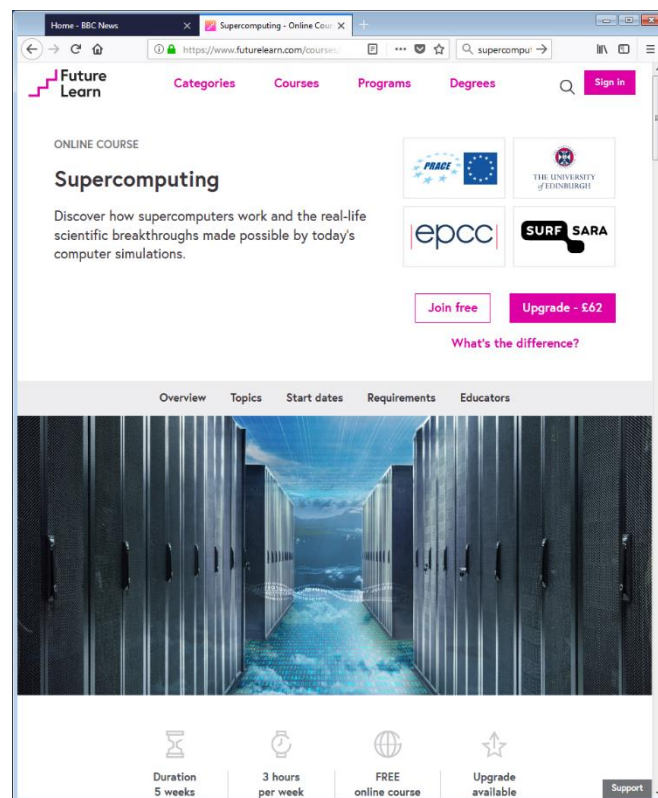 Home - BBC News
Supercomputing - Online Cour
https://www.futurelearn.com/courses/
supercomput
Future
Learn
Categories
Courses
Programs
Degrees
Sign in
ONLINE COURSE
Supercomputing
Discover how supercomputers work and the real-life
scientific breakthroughs made possible by today's
computer simulations.
PRACE
THE UNIVERSITY
of EDINBURGH
epcc
SURF SARA
Join free
Upgrade - £62
What's the difference?
Overview
Topics
Start dates
Requirements
Educators
Duration
5 weeks
3 hours
per week
FREE
online course
Upgrade
available
Support